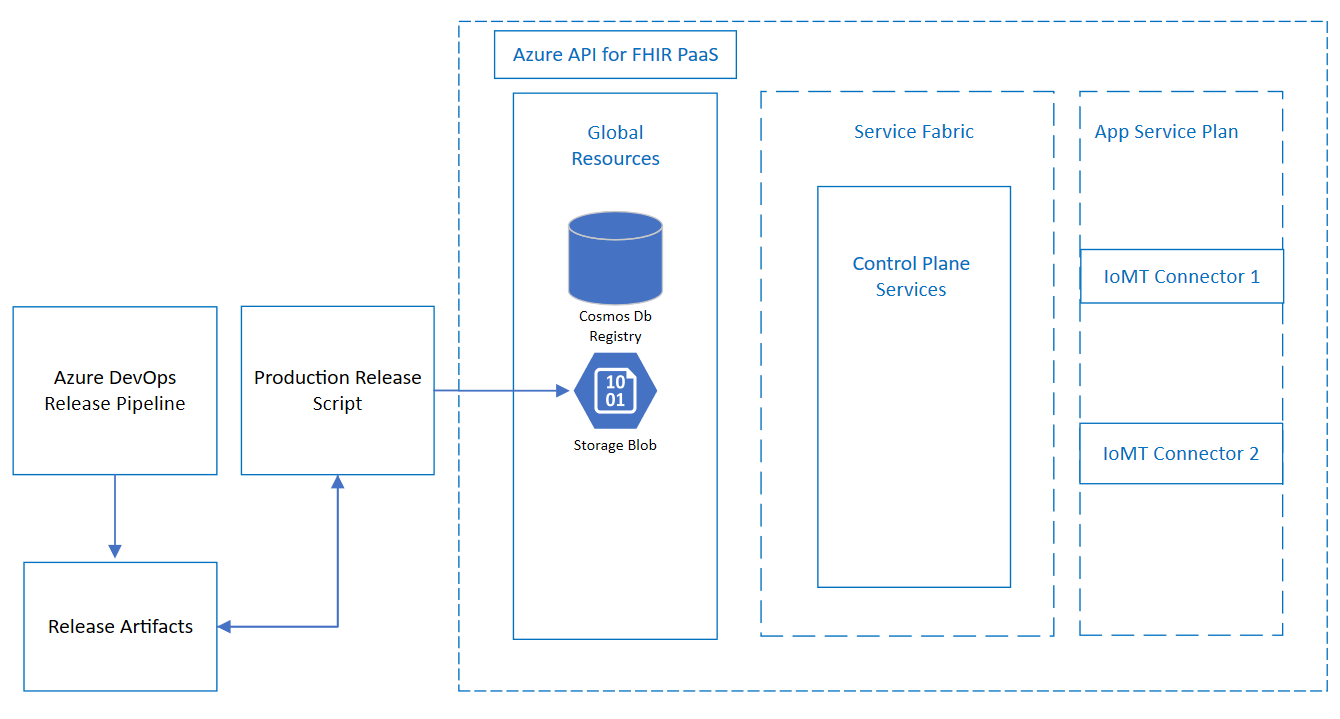 Azure API for FHIR PaaS
Global
Resources
Cosmos Db
Registry
10
01
Storage Blob
Service Fabric
Control Plane
Services
App Service Plan
IoMT Connector 1
IoMT Connector 2
Azure DevOps
Release Pipeline
Production Release
Script
Release Artifacts